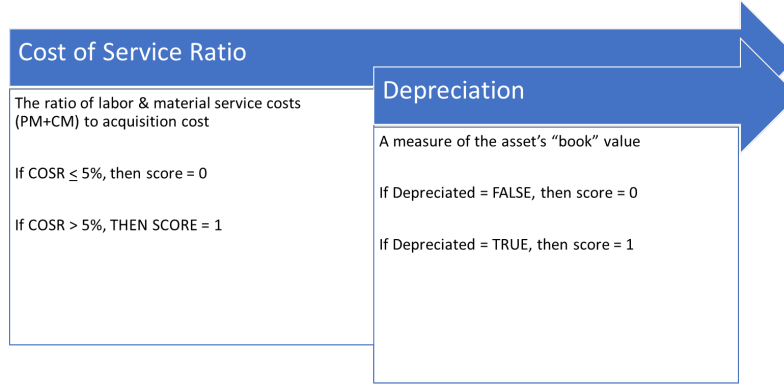 Cost of Service Ratio
The ratio of labor & material service costs
(PM+CM) to acquisition cost
If COSR ≤ 5%, then score = 0
If COSR > 5%, THEN SCORE = 1
Depreciation
A measure of the asset’s “book” value
If Depreciated = FALSE, then score = 0
If Depreciated = TRUE, then score = 1